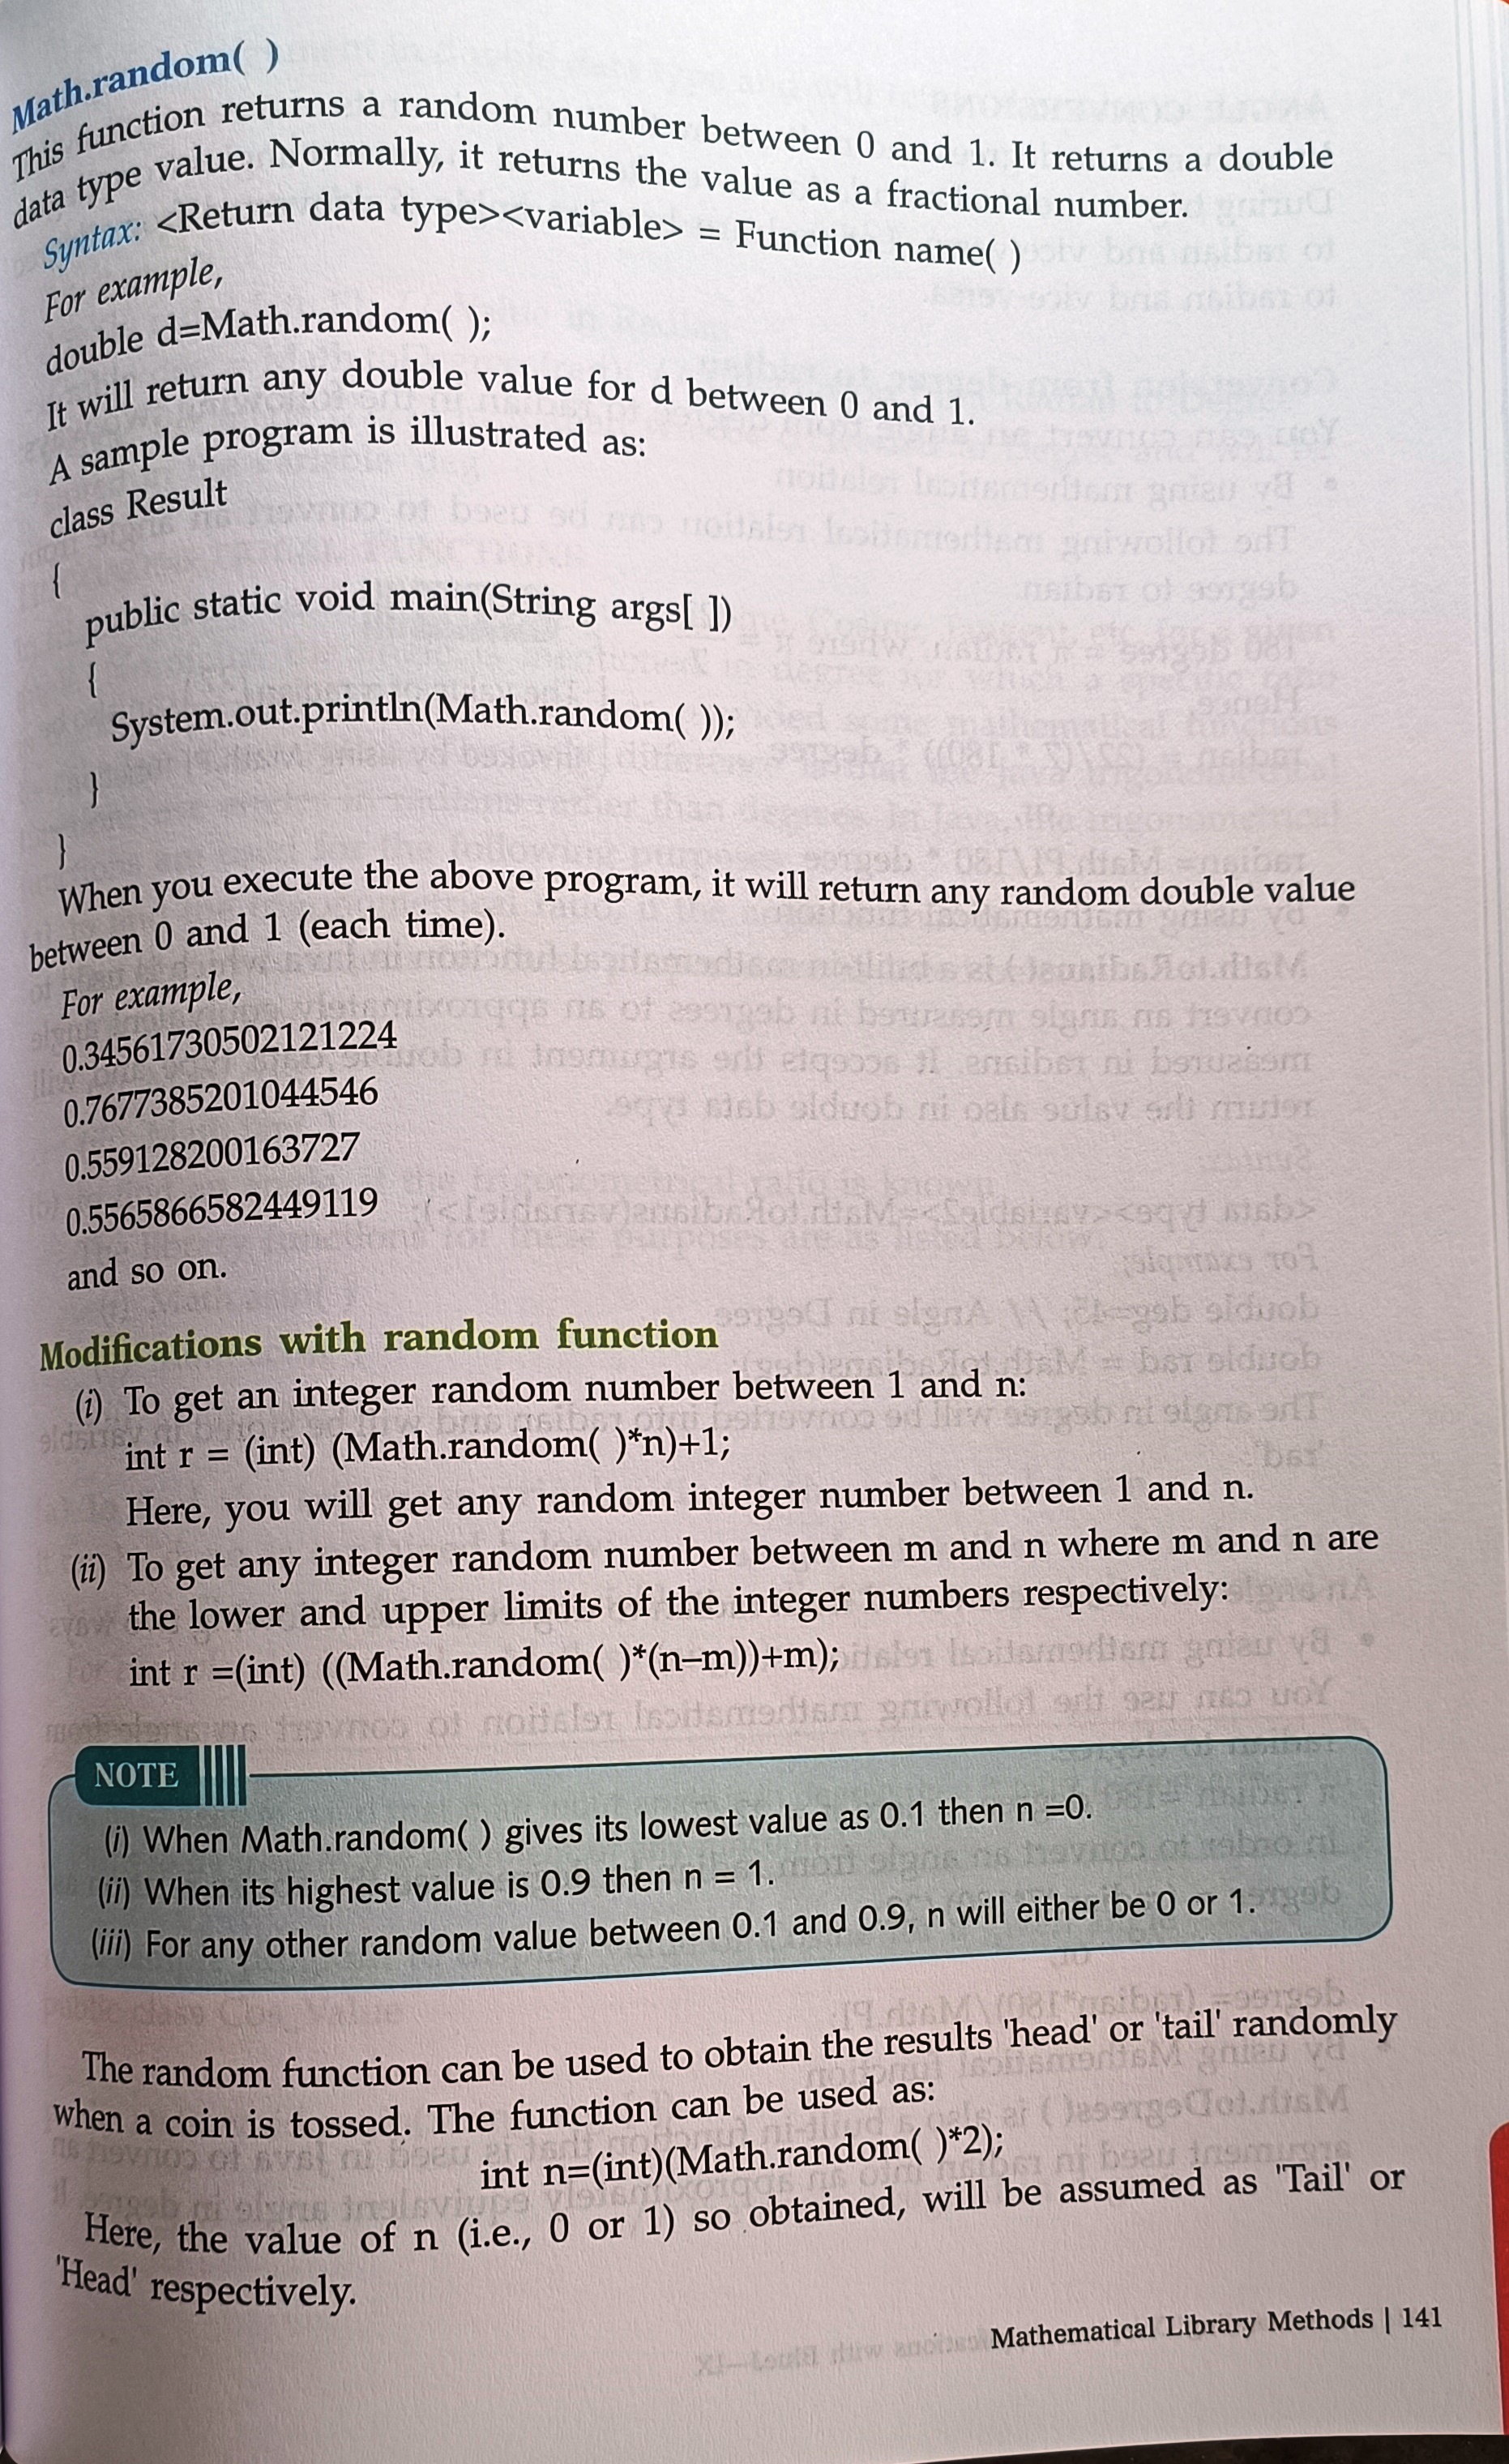 Math.random( )
This function returns a random number between 0 and 1. It returns a double
data type value. Normally, it returns the value as a fractional number.
Syntax: <Return data type><variable> = Function name( )
For example,
double d=Math.random( );
It will return any double value for d between 0 and 1.
A sample program is illustrated as:
class Result
{
public static void main(String args[ ])
{
System.out.println(Math.random( ));
}
}
When you execute the above program, it will return any random double value
between 0 and 1 (each time).
For example,
0.34561730502121224
0.7677385201044546
0.559128200163727
0.5565866582449119
and so on.
Modifications with random function
(i) To get an integer random number between 1 and n:
int r = (int) (Math.random( )*n)+1;
Here, you will get any random integer number between 1 and n.
(ii) To get any integer random number between m and n where m and n are
the lower and upper limits of the integer numbers respectively:
int r =(int) ((Math.random( )*(n–m))+m);
NOTE
(i) When Math.random( ) gives its lowest value as 0.1 then n =0.
(ii) When its highest value is 0.9 then n = 1.
(iii) For any other random value between 0.1 and 0.9, n will either be 0 or 1.
The random function can be used to obtain the results 'head' or 'tail' randomly
when a coin is tossed. The function can be used as:
int n=(int)(Math.random( )*2);
Here, the value of n (i.e., 0 or 1) so obtained, will be assumed as 'Tail' or
'Head' respectively.
Mathematical Library Methods | 141